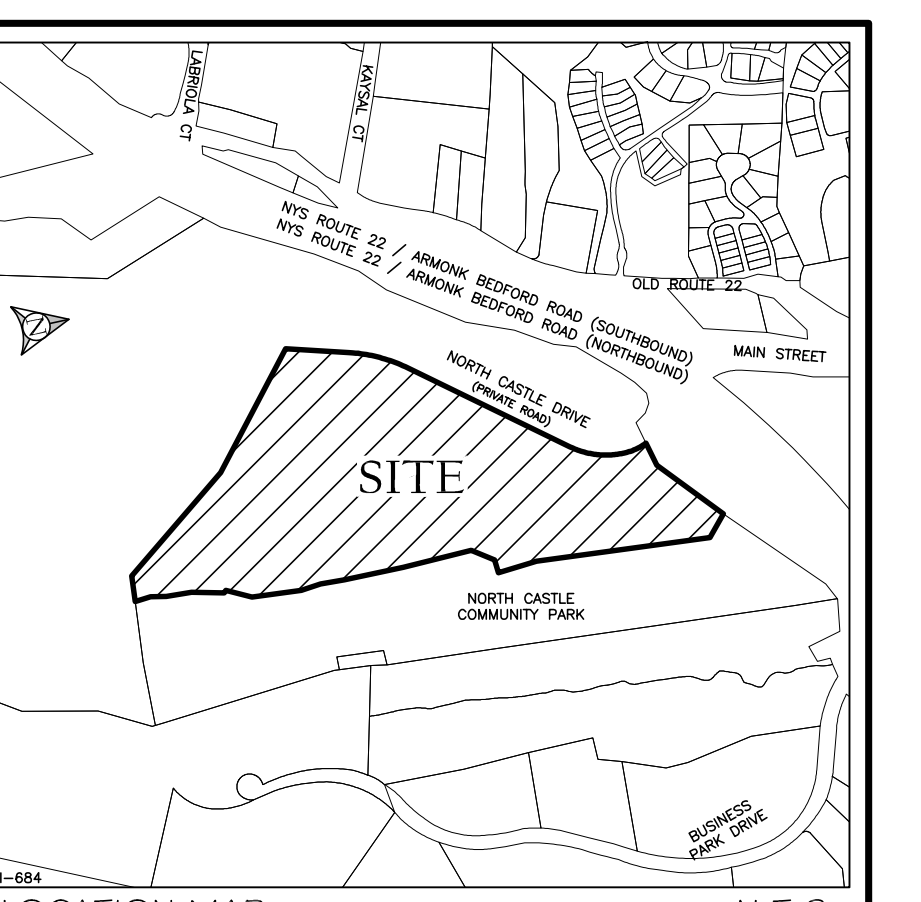 LABRIOLA CT
KAYSAL CT
NYS ROUTE 22 / ARMONK BEDFORD ROAD (SOUTHBOUND)
NYS ROUTE 22 / ARMONK BEDFORD ROAD (NORTHBOUND)
OLD ROUTE 22
MAIN STREET
N
NORTH CASTLE DRIVE
(PRIVATE ROAD)
SITE
NORTH CASTLE
COMMUNITY PARK
BUSINESS
PARK DRIVE
I-684